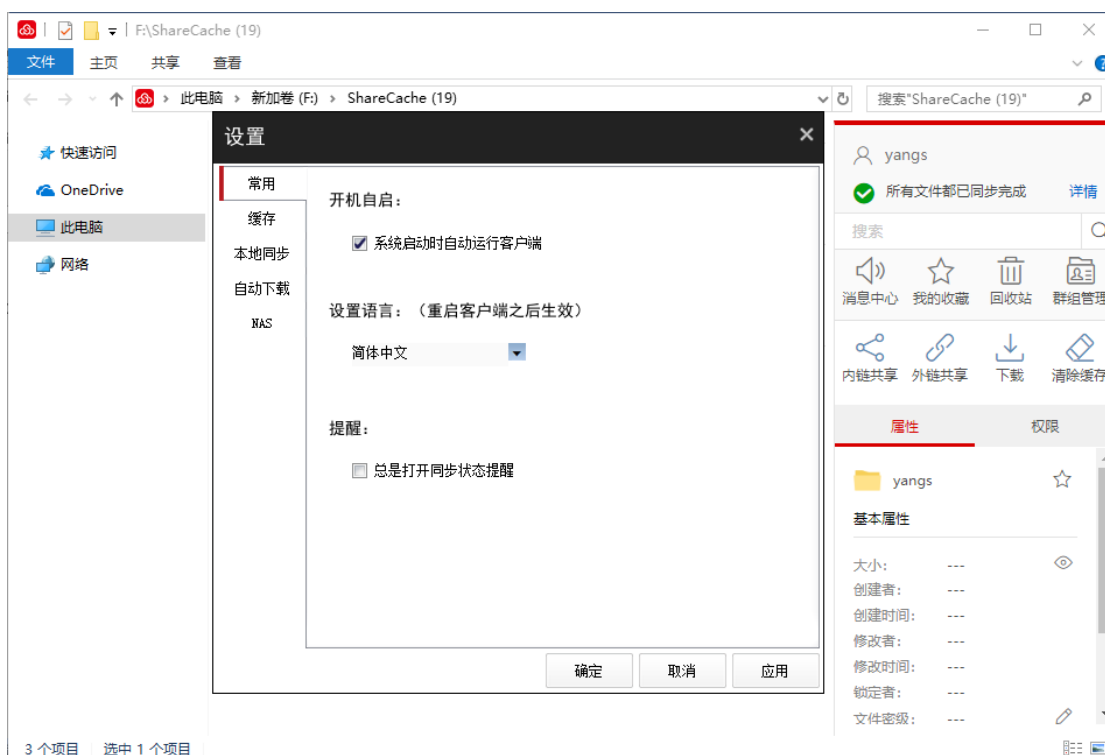 F:\ShareCache (19)
文件 主页 共享 查看
此电脑 › 新加卷 (F:) › ShareCache (19)
搜索"ShareCache (19)"
快速访问
OneDrive
此电脑
网络
设置
常用
缓存
本地同步
自动下载
NAS
开机自启：
系统启动时自动运行客户端
设置语言：（重启客户端之后生效）
简体中文
提醒：
总是打开同步状态提醒
确定 取消 应用
yangs
所有文件都已同步完成 详情
搜索
消息中心 我的收藏 回收站 群组管理
内链共享 外链共享 下载 清除缓存
属性 权限
yangs
基本属性
大小： ---
创建者： ---
创建时间： ---
修改者： ---
修改时间： ---
锁定者： ---
文件密级： ---
3 个项目 选中 1 个项目